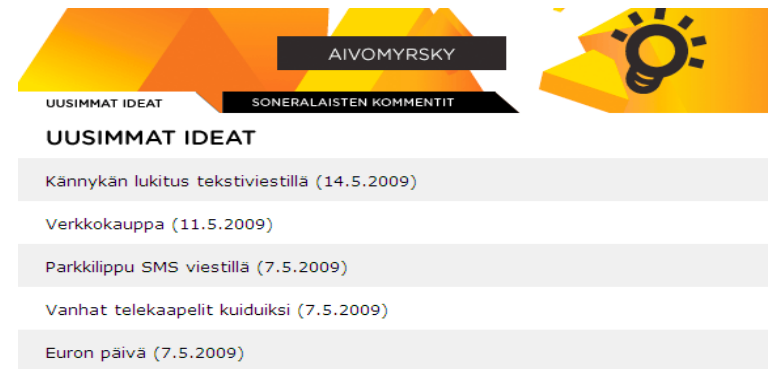 AIVOMYRSKY
UUSIMMAT IDEAT
SONERALAISTEN KOMMENTIT
UUSIMMAT IDEAT
Kännykän lukitus tekstiviestillä (14.5.2009)
Verkkokauppa (11.5.2009)
Parkkilippu SMS viestillä (7.5.2009)
Vanhat telekaapelit kuiduiksi (7.5.2009)
Euron päivä (7.5.2009)